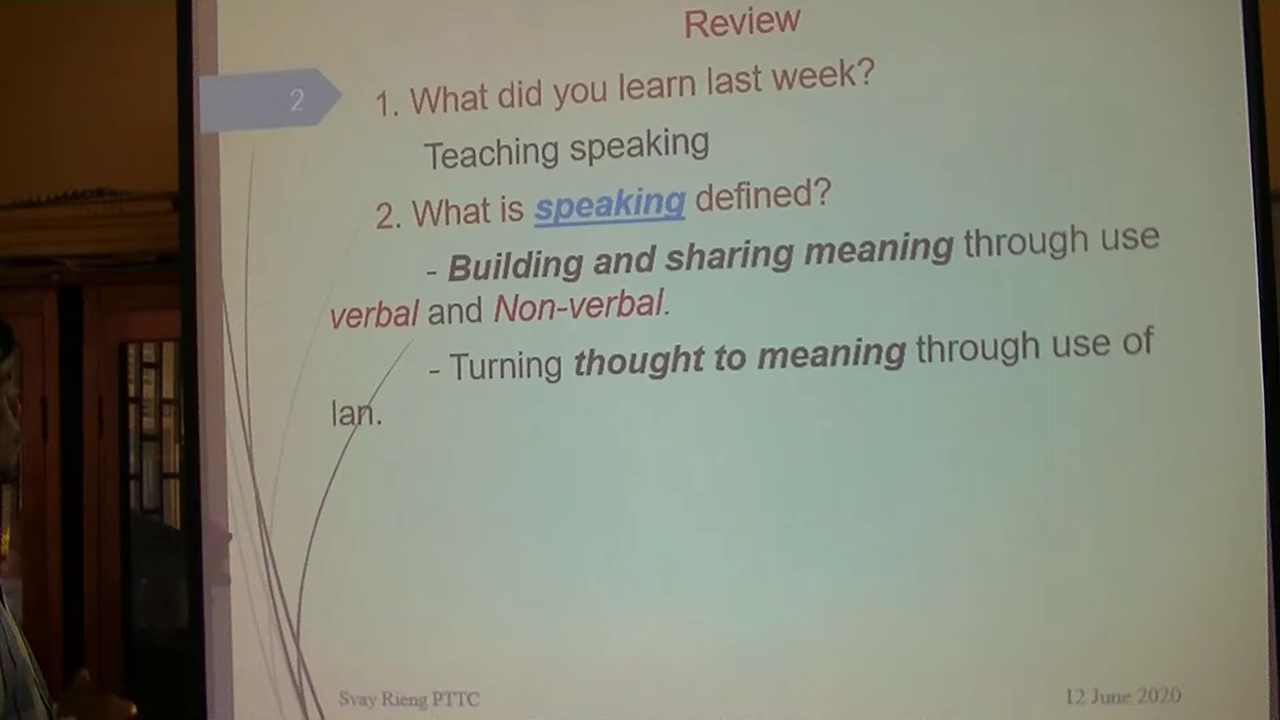 Review
2
1. What did you learn last week?
Teaching speaking
2. What is speaking defined?
- Building and sharing meaning through use
verbal and Non-verbal.
- Turning thought to meaning through use of
lan.
Svay Rieng PTTC
12 June 2020